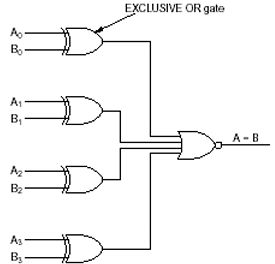 EXCLUSIVE OR gate
A₀
B₀
A₁
B₁
A = B
A₂
B₂
A₃
B₃